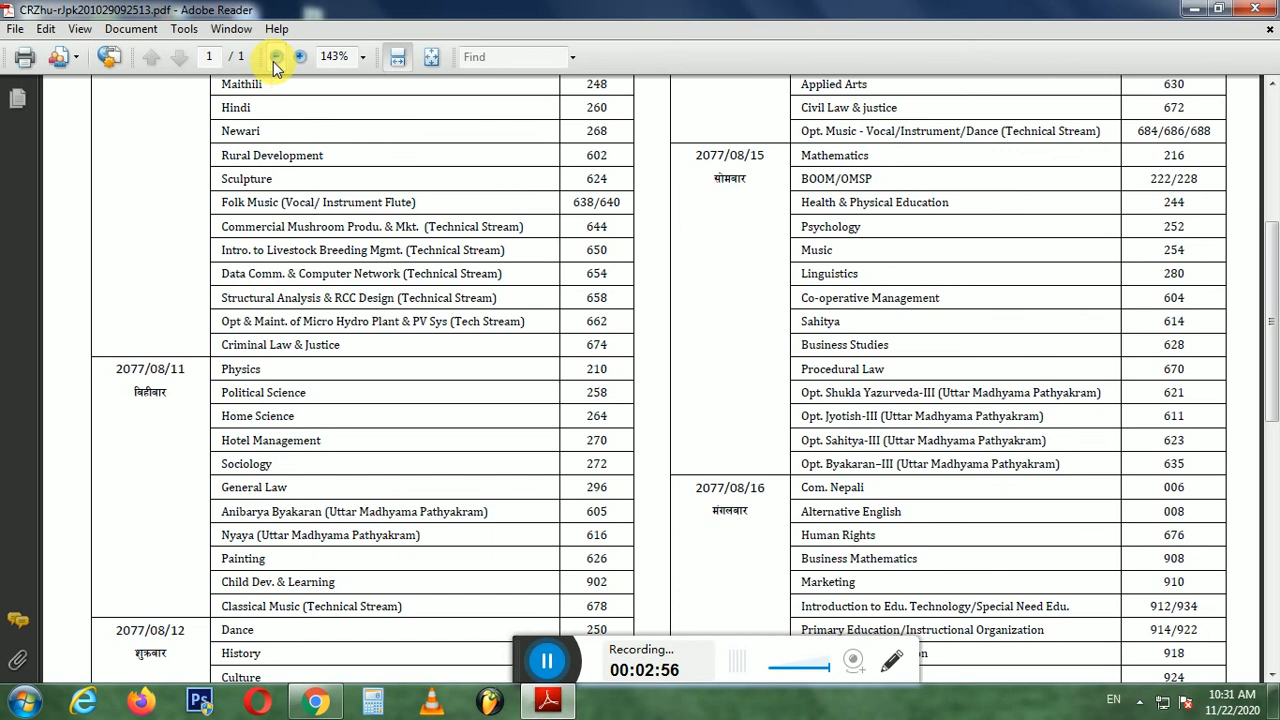 CRZhu-rJpk201029092513.pdf - Adobe Reader
File Edit View Document Tools Window Help
1 / 1 143% Find
Maithili 248
Hindi 260
Newari 268
Rural Development 602
Sculpture 624
Folk Music (Vocal/ Instrument Flute) 638/640
Commercial Mushroom Produ. & Mkt. (Technical Stream) 644
Intro. to Livestock Breeding Mgmt. (Technical Stream) 650
Data Comm. & Computer Network (Technical Stream) 654
Structural Analysis & RCC Design (Technical Stream) 658
Opt & Maint. of Micro Hydro Plant & PV Sys (Tech Stream) 662
Criminal Law & Justice 674
2077/08/11 Physics 210
बिहीबार Political Science 258
Home Science 264
Hotel Management 270
Sociology 272
General Law 296
Anibarya Byakaran (Uttar Madhyama Pathyakram) 605
Nyaya (Uttar Madhyama Pathyakram) 616
Painting 626
Child Dev. & Learning 902
Classical Music (Technical Stream) 678
2077/08/12 Dance 250
शुक्रबार History
Culture
Applied Arts 630
Civil Law & justice 672
Opt. Music - Vocal/Instrument/Dance (Technical Stream) 684/686/688
2077/08/15 Mathematics 216
सोमबार BOOM/OMSP 222/228
Health & Physical Education 244
Psychology 252
Music 254
Linguistics 280
Co-operative Management 604
Sahitya 614
Business Studies 628
Procedural Law 670
Opt. Shukla Yazurveda-III (Uttar Madhyama Pathyakram) 621
Opt. Jyotish-III (Uttar Madhyama Pathyakram) 611
Opt. Sahitya-III (Uttar Madhyama Pathyakram) 623
Opt. Byakaran–III (Uttar Madhyama Pathyakram) 635
2077/08/16 Com. Nepali 006
मंगलबार Alternative English 008
Human Rights 676
Business Mathematics 908
Marketing 910
Introduction to Edu. Technology/Special Need Edu. 912/934
Primary Education/Instructional Organization 914/922
918
924
Recording...
00:02:56
EN 10:31 AM
11/22/2020